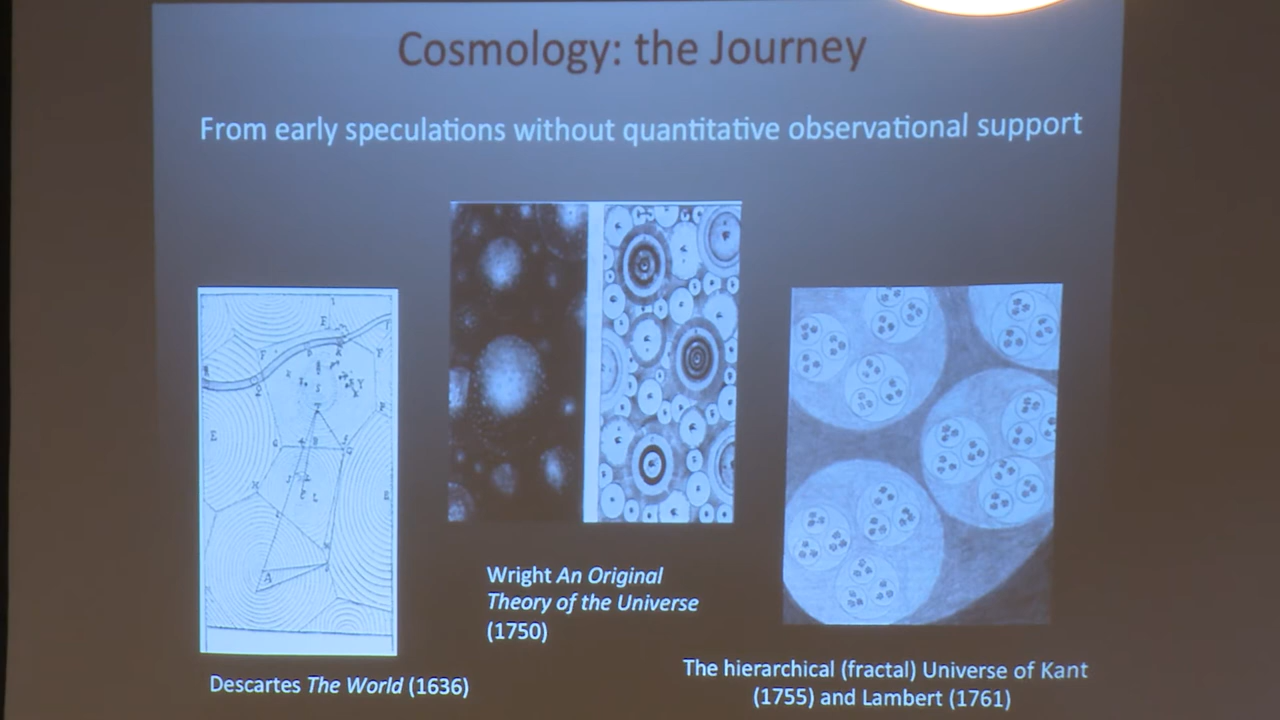 Cosmology: the Journey
From early speculations without quantitative observational support
Wright An Original
Theory of the Universe
(1750)
Descartes The World (1636)
The hierarchical (fractal) Universe of Kant
(1755) and Lambert (1761)